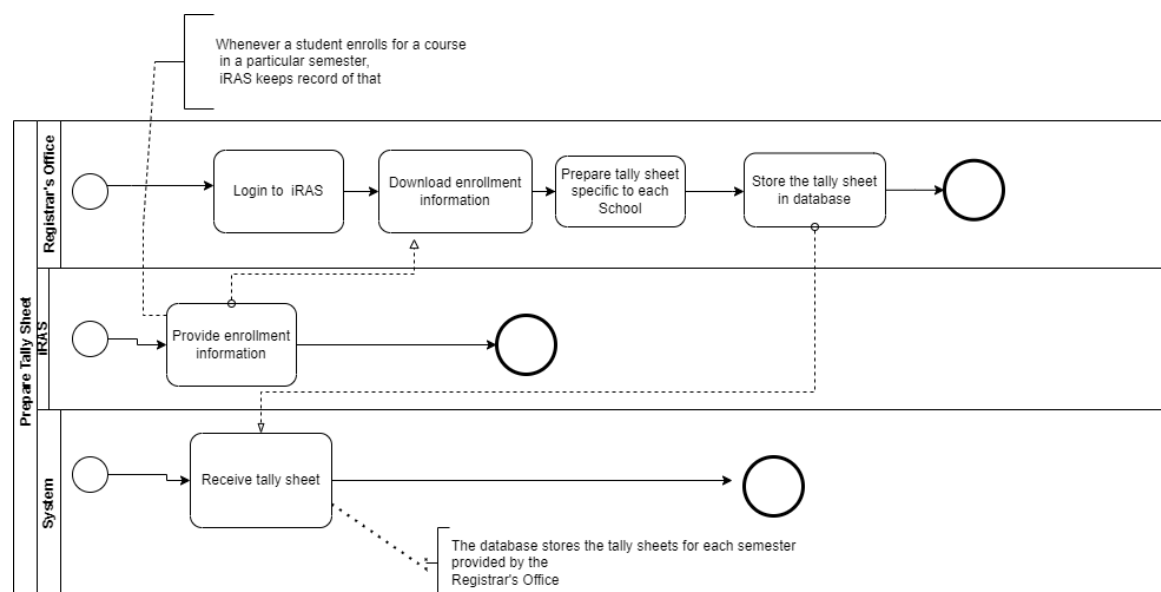 Whenever a student enrolls for a course
in a particular semester,
iRAS keeps record of that
Prepare Tally Sheet
Registrar's Office
Login to iRAS
Download enrollment
information
Prepare tally sheet
specific to each
School
Store the tally sheet
in database
iRAS
Provide enrollment
information
System
Receive tally sheet
The database stores the tally sheets for each semester
provided by the
Registrar's Office